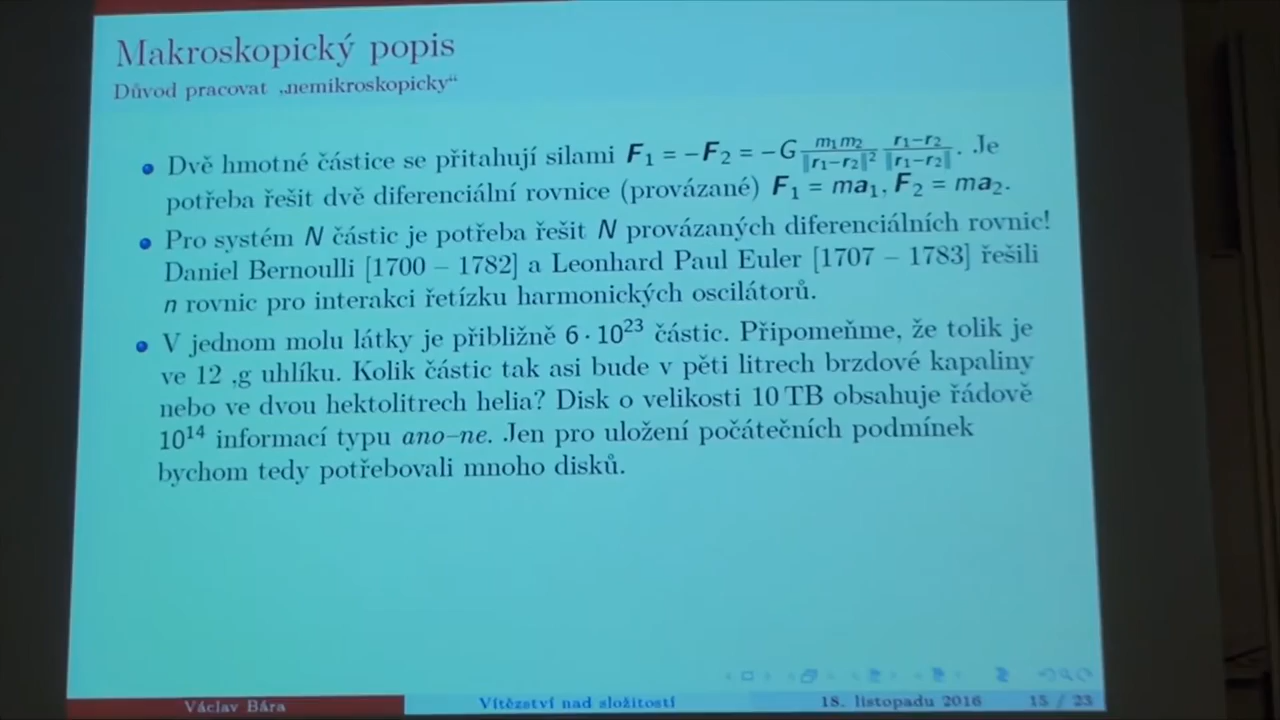 Makroskopický popis
Důvod pracovat „nemikroskopicky“
Dvě hmotné částice se přitahují silami F₁ = −F₂ = −G \frac{m₁m₂}{‖r₁−r₂‖²} \frac{r₁−r₂}{‖r₁−r₂‖}. Je
potřeba řešit dvě diferenciální rovnice (provázané) F₁ = ma₁, F₂ = ma₂.
Pro systém N částic je potřeba řešit N provázaných diferenciálních rovnic!
Daniel Bernoulli [1700 – 1782] a Leonhard Paul Euler [1707 – 1783] řešili
n rovnic pro interakci řetízku harmonických oscilátorů.
V jednom molu látky je přibližně 6 · 10²³ částic. Připomeňme, že tolik je
ve 12 ,g uhlíku. Kolik částic tak asi bude v pěti litrech brzdové kapaliny
nebo ve dvou hektolitrech helia? Disk o velikosti 10 TB obsahuje řádově
10¹⁴ informací typu ano–ne. Jen pro uložení počátečních podmínek
bychom tedy potřebovali mnoho disků.
Václav Bára Vítězství nad složitostí 18. listopadu 2016 15 / 23